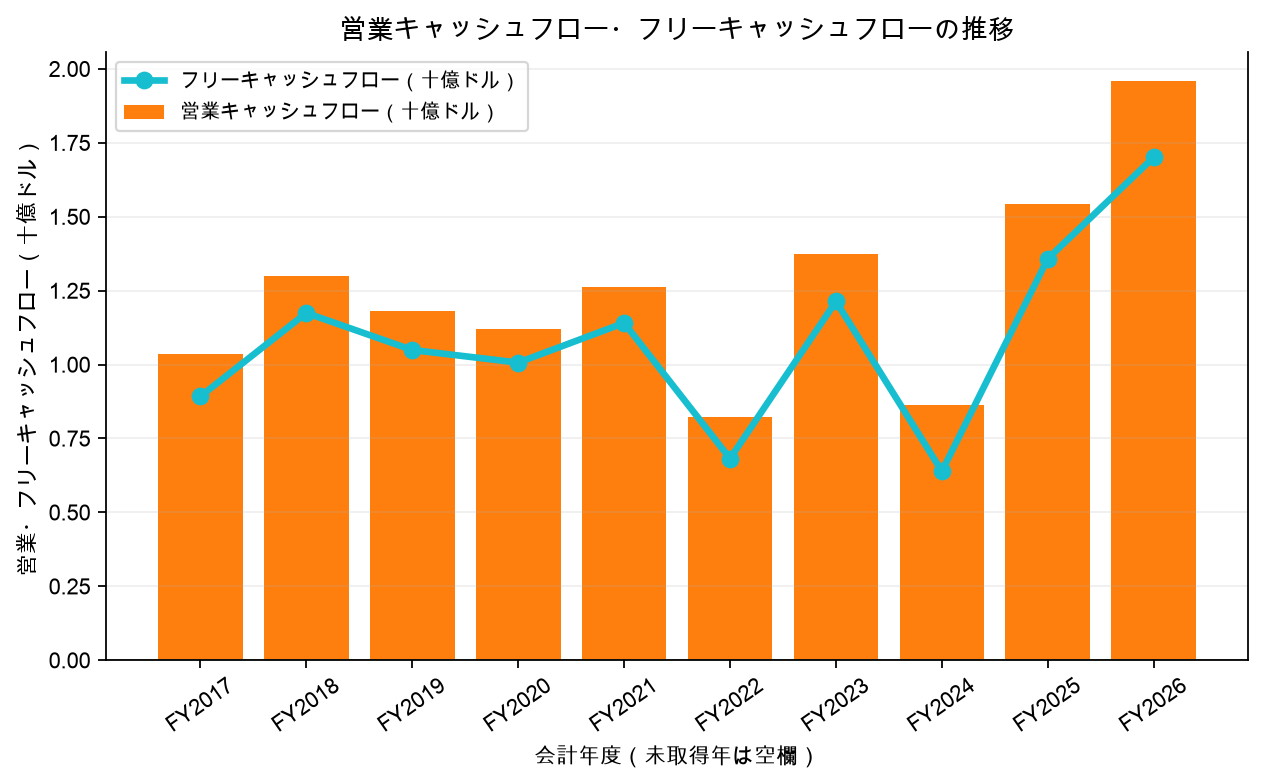 営業キャッシュフロー・フリーキャッシュフローの推移
フリーキャッシュフロー(十億ドル)
営業キャッシュフロー(十億ドル)
営業・フリーキャッシュフロー(十億ドル)
2.00
1.75
1.50
1.25
1.00
0.75
0.50
0.25
0.00
FY2017
FY2018
FY2019
FY2020
FY2021
FY2022
FY2023
FY2024
FY2025
FY2026
会計年度(未取得年は空欄)